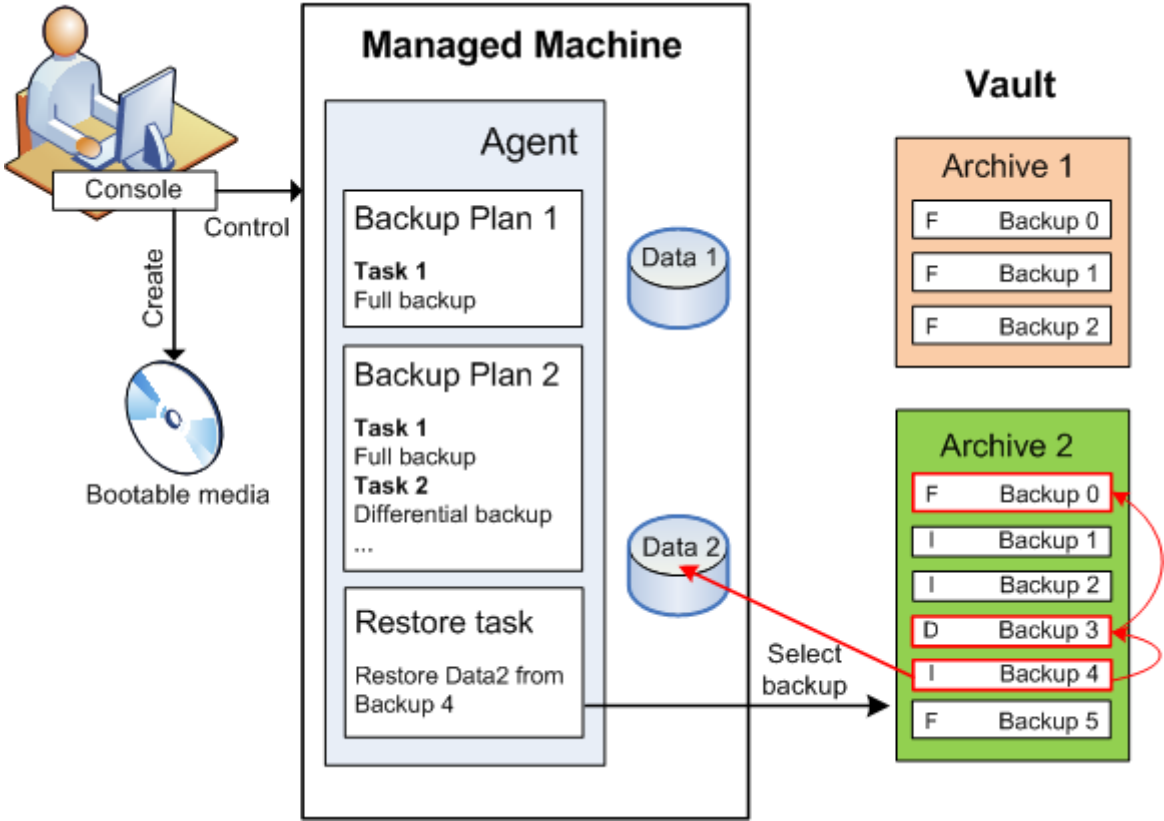 Console
Control
Create
Bootable media
Managed Machine
Agent
Backup Plan 1
Task 1
Full backup
Backup Plan 2
Task 1
Full backup
Task 2
Differential backup
...
Restore task
Restore Data2 from
Backup 4
Data 1
Data 2
Select
backup
Vault
Archive 1
F Backup 0
F Backup 1
F Backup 2
Archive 2
F Backup 0
I Backup 1
I Backup 2
D Backup 3
I Backup 4
F Backup 5